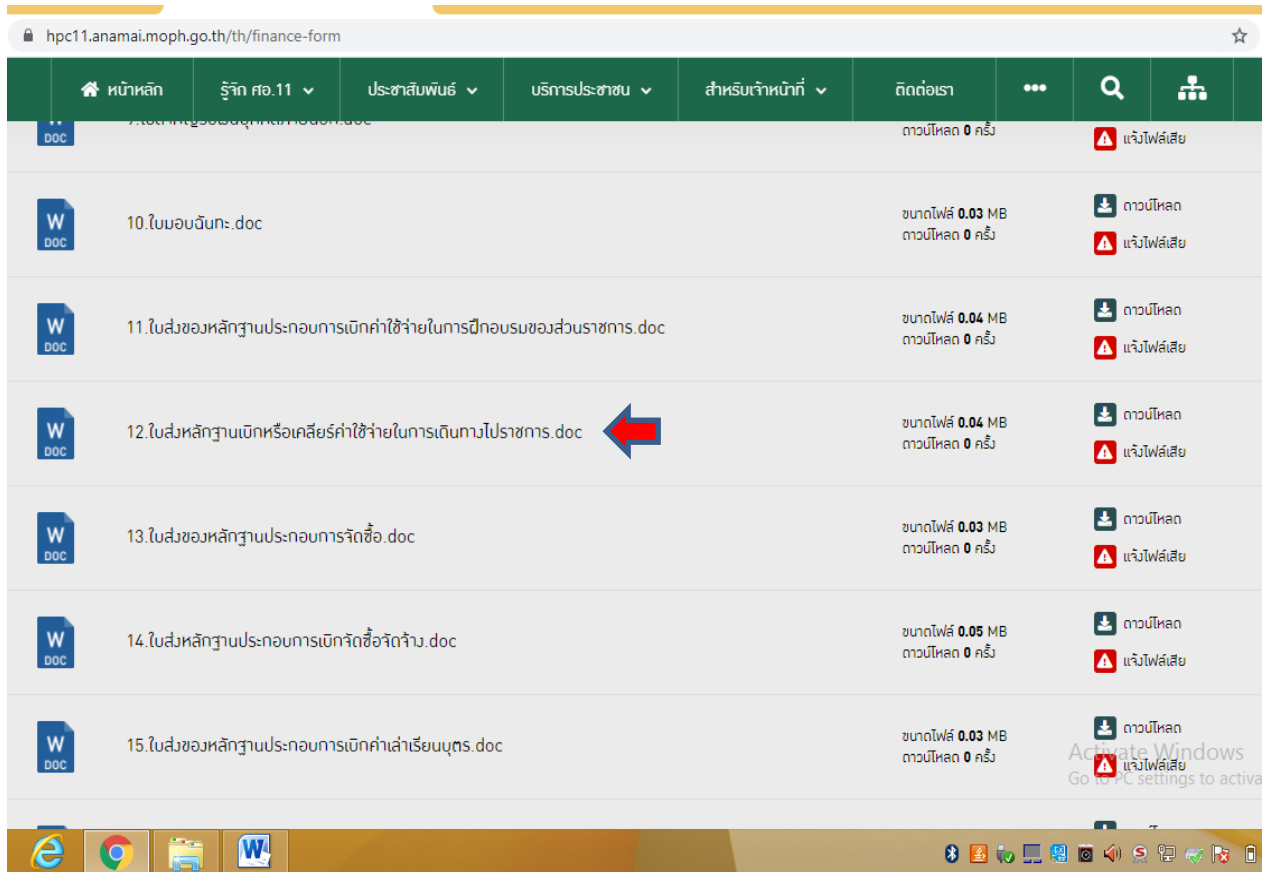 hpc11.anamai.moph.go.th/th/finance-form
หน้าหลัก รู้จัก ศอ.11 ประชาสัมพันธ์ บริการประชาชน สำหรับเจ้าหน้าที่ ติดต่อเรา •••
DOC
ดาวน์โหลด 0 ครั้ง
แจ้งไฟล์เสีย
W DOC
10.ใบมอบฉันทะ.doc
ขนาดไฟล์ 0.03 MB
ดาวน์โหลด 0 ครั้ง
ดาวน์โหลด
แจ้งไฟล์เสีย
W DOC
11.ใบส่งของหลักฐานประกอบการเบิกค่าใช้จ่ายในการฝึกอบรมของส่วนราชการ.doc
ขนาดไฟล์ 0.04 MB
ดาวน์โหลด 0 ครั้ง
ดาวน์โหลด
แจ้งไฟล์เสีย
W DOC
12.ใบส่งหลักฐานเบิกหรือเคลียร์ค่าใช้จ่ายในการเดินทางไปราชการ.doc
ขนาดไฟล์ 0.04 MB
ดาวน์โหลด 0 ครั้ง
ดาวน์โหลด
แจ้งไฟล์เสีย
W DOC
13.ใบส่งของหลักฐานประกอบการจัดซื้อ.doc
ขนาดไฟล์ 0.03 MB
ดาวน์โหลด 0 ครั้ง
ดาวน์โหลด
แจ้งไฟล์เสีย
W DOC
14.ใบส่งหลักฐานประกอบการเบิกจัดซื้อจัดจ้าง.doc
ขนาดไฟล์ 0.05 MB
ดาวน์โหลด 0 ครั้ง
ดาวน์โหลด
แจ้งไฟล์เสีย
W DOC
15.ใบส่งของหลักฐานประกอบการเบิกค่าเล่าเรียนบุตร.doc
ขนาดไฟล์ 0.03 MB
ดาวน์โหลด 0 ครั้ง
ดาวน์โหลด
แจ้งไฟล์เสีย
Activate Windows
Go to PC settings to activa